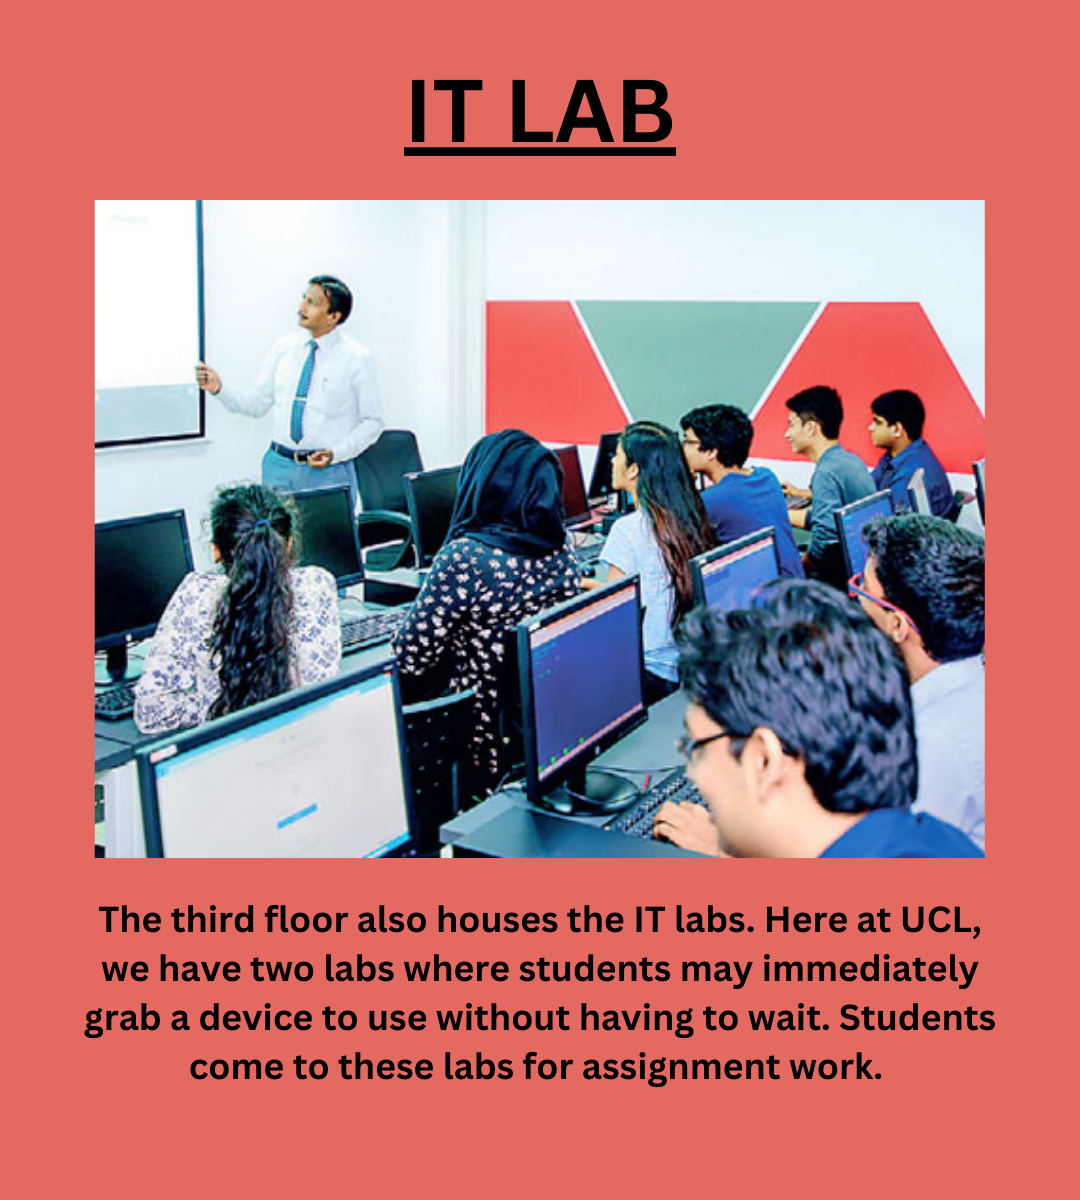 IT LAB
The third floor also houses the IT labs. Here at UCL,
we have two labs where students may immediately
grab a device to use without having to wait. Students
come to these labs for assignment work.